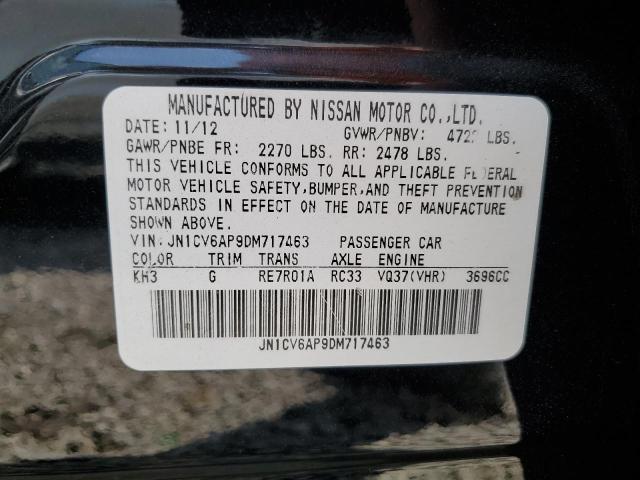 MANUFACTURED BY NISSAN MOTOR CO.,LTD.
DATE: 11/12 GVWR/PNBV: LBS.
GAWR/PNBE FR: 2270 LBS. RR: 2478 LBS.
THIS VEHICLE CONFORMS TO ALL APPLICABLE FEDERAL
MOTOR VEHICLE SAFETY, BUMPER, AND THEFT PREVENTION
STANDARDS IN EFFECT ON THE DATE OF MANUFACTURE
SHOWN ABOVE.
VIN: JN1CV6AP9DM717463 PASSENGER CAR
COLOR TRIM TRANS AXLE ENGINE
KH3 G RE7R01A RC33 VQ37(VHR) 3696CC
JN1CV6AP9DM717463